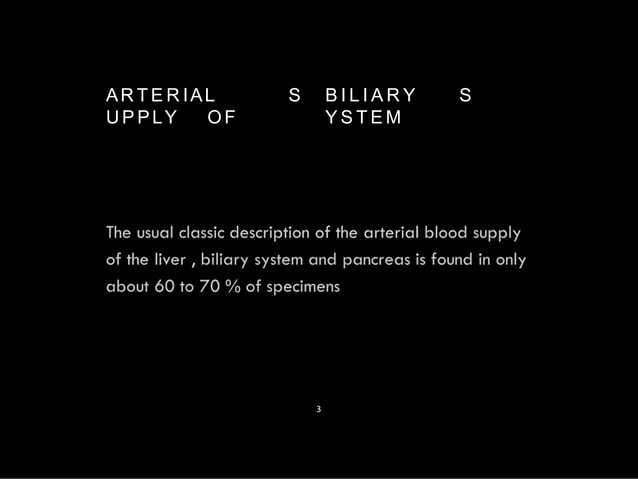 ARTERIAL S BILIARY S
UPPLY OF YSTEM
The usual classic description of the arterial blood supply
of the liver , biliary system and pancreas is found in only
about 60 to 70 % of specimens
3